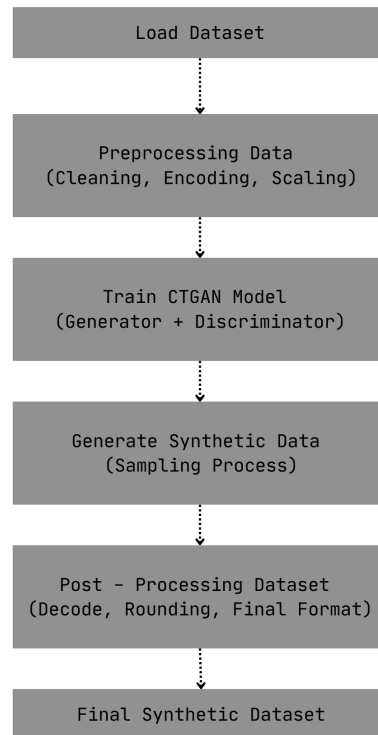 Load Dataset
Preprocessing Data
(Cleaning, Encoding, Scaling)
Train CTGAN Model
(Generator + Discriminator)
Generate Synthetic Data
(Sampling Process)
Post – Processing Dataset
(Decode, Rounding, Final Format)
Final Synthetic Dataset